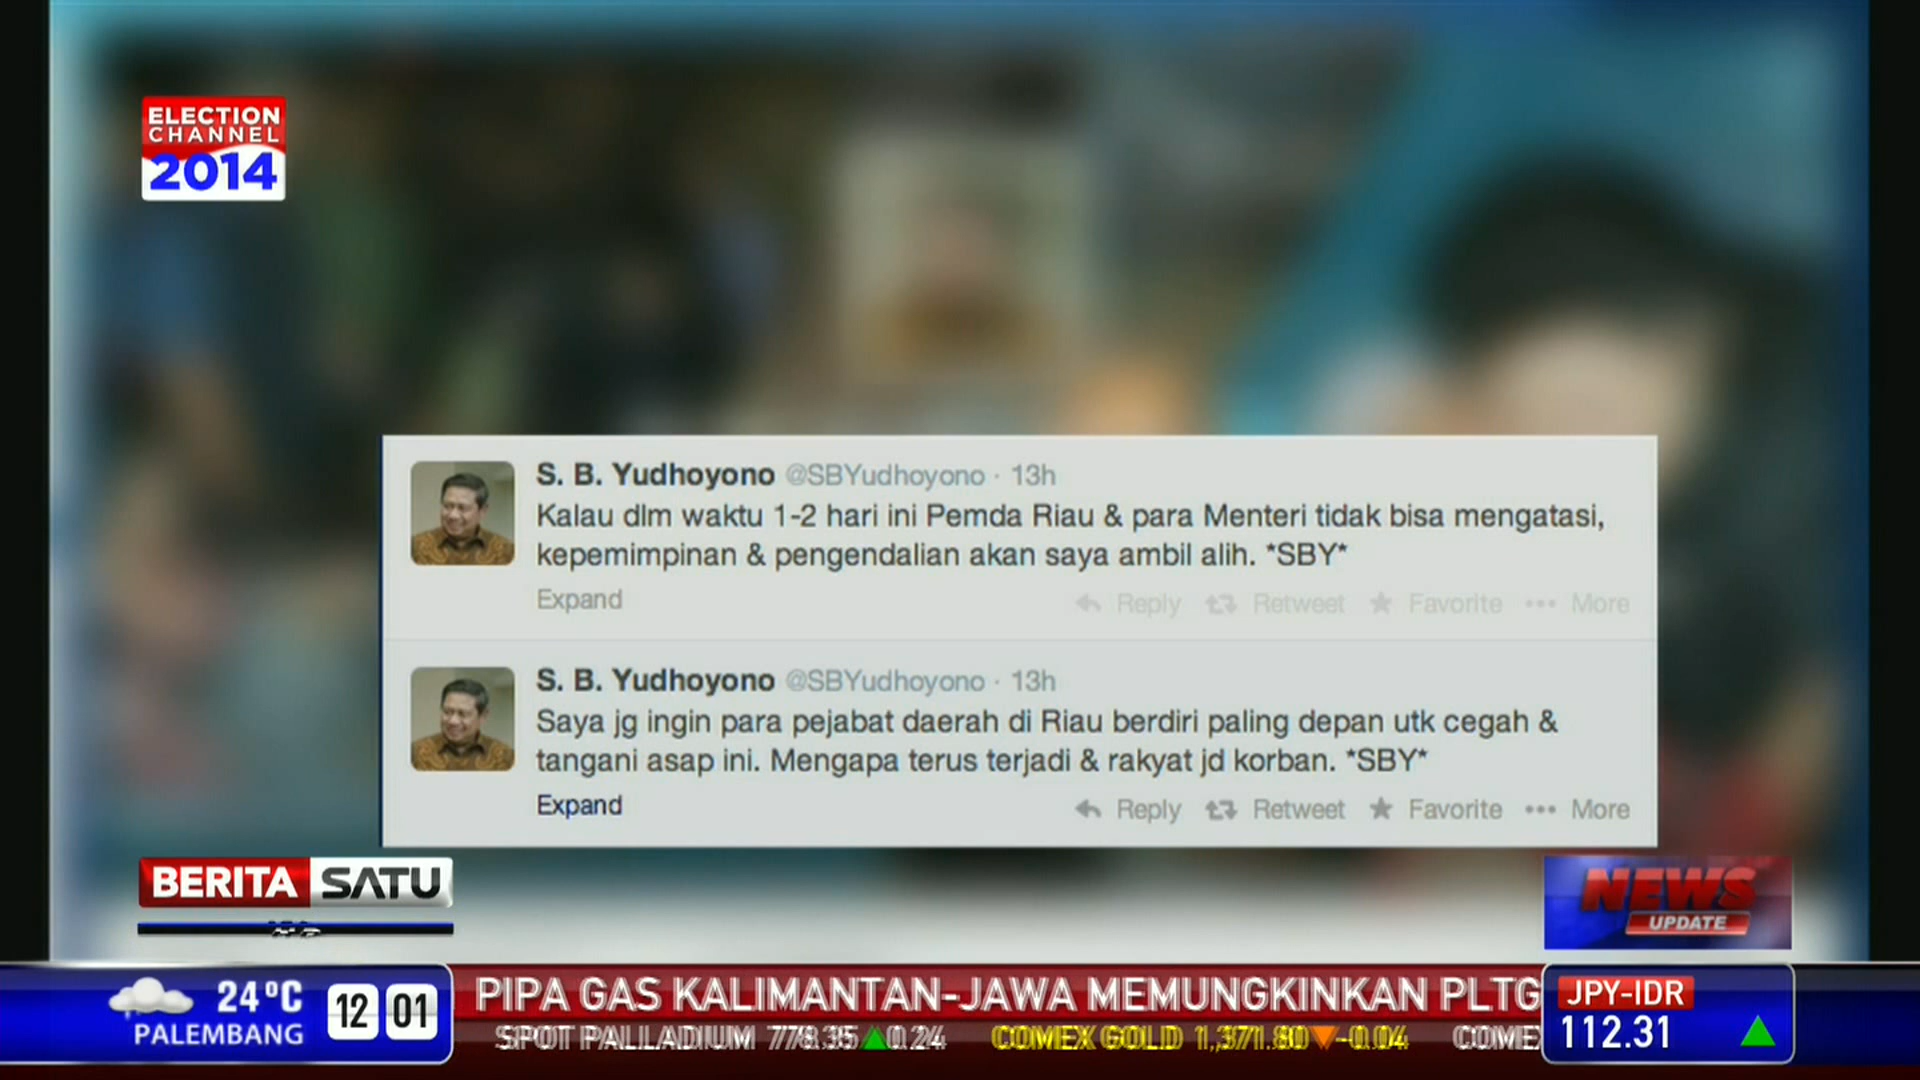 ELECTION
CHANNEL
2014
S. B. Yudhoyono @SBYudhoyono · 13h
Kalau dlm waktu 1-2 hari ini Pemda Riau & para Menteri tidak bisa mengatasi,
kepemimpinan & pengendalian akan saya ambil alih. *SBY*
Expand Reply Retweet Favorite ••• More
S. B. Yudhoyono @SBYudhoyono · 13h
Saya jg ingin para pejabat daerah di Riau berdiri paling depan utk cegah &
tangani asap ini. Mengapa terus terjadi & rakyat jd korban. *SBY*
Expand Reply Retweet Favorite ••• More
BERITA SATU
NEWS
UPDATE
24°C
PALEMBANG
12 01
PIPA GAS KALIMANTAN-JAWA MEMUNGKINKAN PLTG
SPOT PALLADIUM 778.35 0.24 COMEX GOLD 1,371.80 -0.04 COME
JPY-IDR
112.31